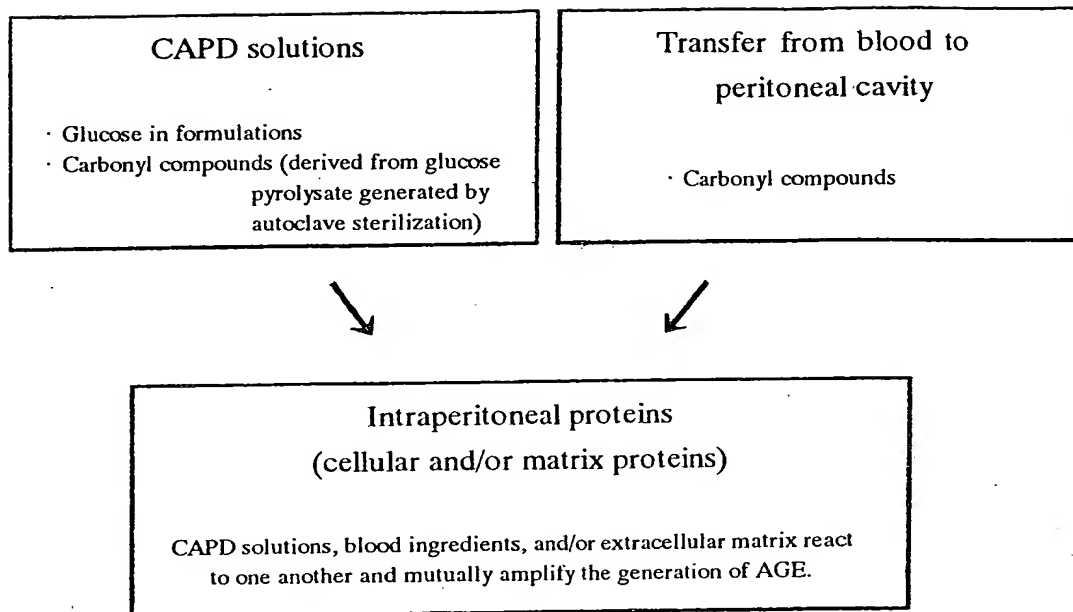 CAPD solutions
· Glucose in formulations
· Carbonyl compounds (derived from glucose
pyrolysate generated by
autoclave sterilization)
Transfer from blood to
peritoneal cavity
· Carbonyl compounds
Intraperitoneal proteins
(cellular and/or matrix proteins)
CAPD solutions, blood ingredients, and/or extracellular matrix react
to one another and mutually amplify the generation of AGE.